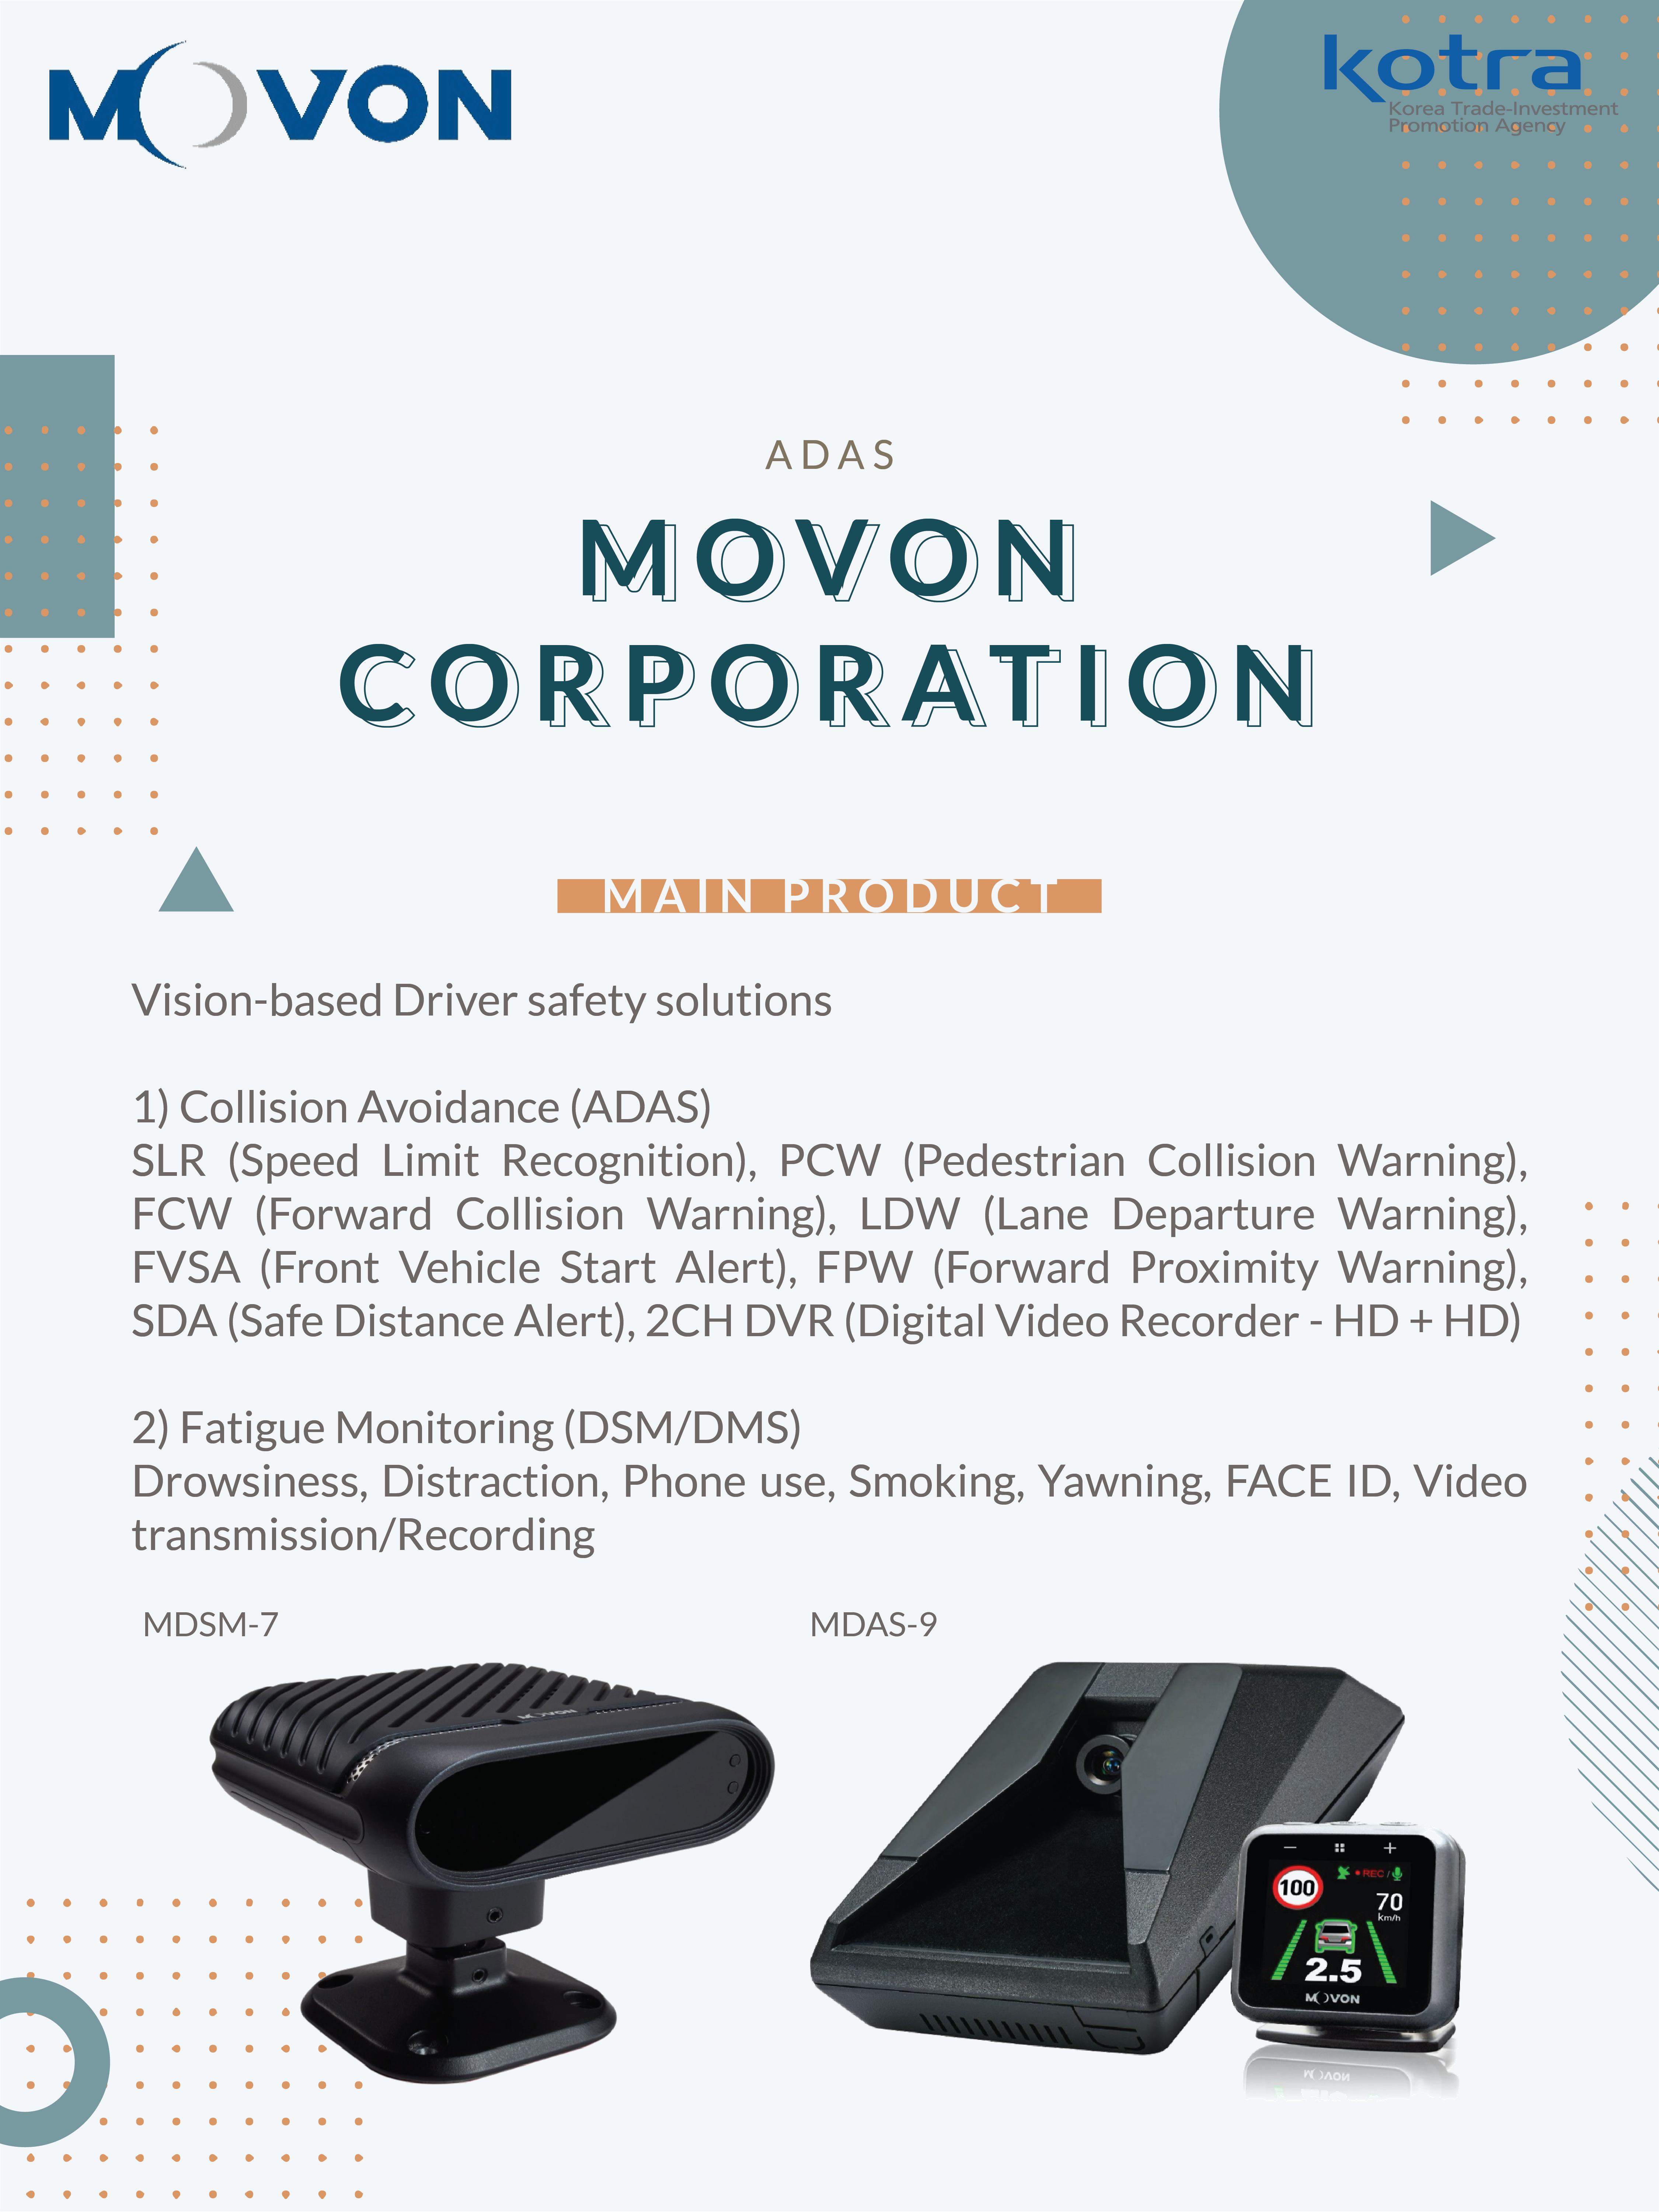 MOVON
kotra
Korea Trade-Investment
Promotion Agency
ADAS
MOVON
CORPORATION
MAIN PRODUCT
Vision-based Driver safety solutions
1) Collision Avoidance (ADAS)
SLR (Speed Limit Recognition), PCW (Pedestrian Collision Warning),
FCW (Forward Collision Warning), LDW (Lane Departure Warning),
FVSA (Front Vehicle Start Alert), FPW (Forward Proximity Warning),
SDA (Safe Distance Alert), 2CH DVR (Digital Video Recorder - HD + HD)
2) Fatigue Monitoring (DSM/DMS)
Drowsiness, Distraction, Phone use, Smoking, Yawning, FACE ID, Video
transmission/Recording
MDSM-7
MDAS-9
MOVON
REC /
100
70
km/h
2.5
MOVON